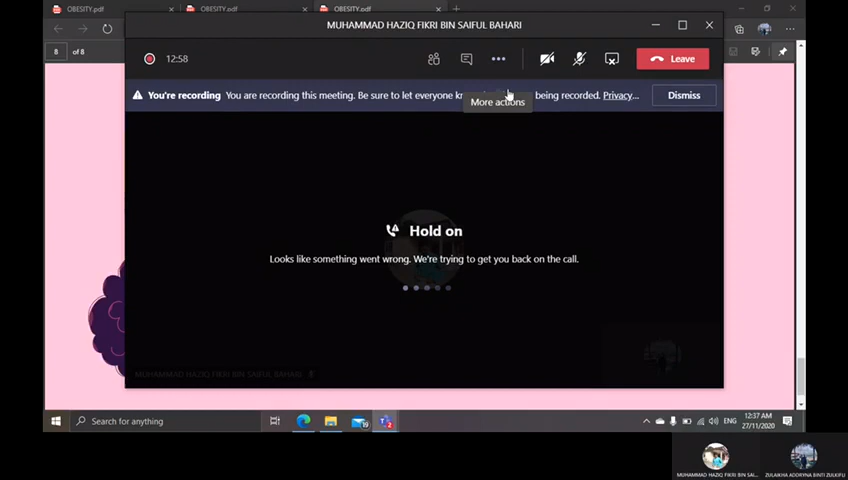 OBESITY.pdf
OBESITY.pdf
OBESITY.pdf
8 of 8
MUHAMMAD HAZIQ FIKRI BIN SAIFUL BAHARI
12:58
Leave
You're recording You are recording this meeting. Be sure to let everyone being recorded. Privacy...
Dismiss
More actions
Hold on
Looks like something went wrong. We're trying to get you back on the call.
MUHAMMAD HAZIQ FIKRI BIN SAIFUL BAHARI
Search for anything
19
2
ENG
12:37 AM
27/11/2020
MUHAMMAD HAZIQ FIKRI BIN SAI...
ZULAIKHA ADDRYNA BINTI ZULKIFLI